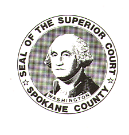 SEAL OF THE SUPERIOR COURT
WASHINGTON
SPOKANE COUNTY